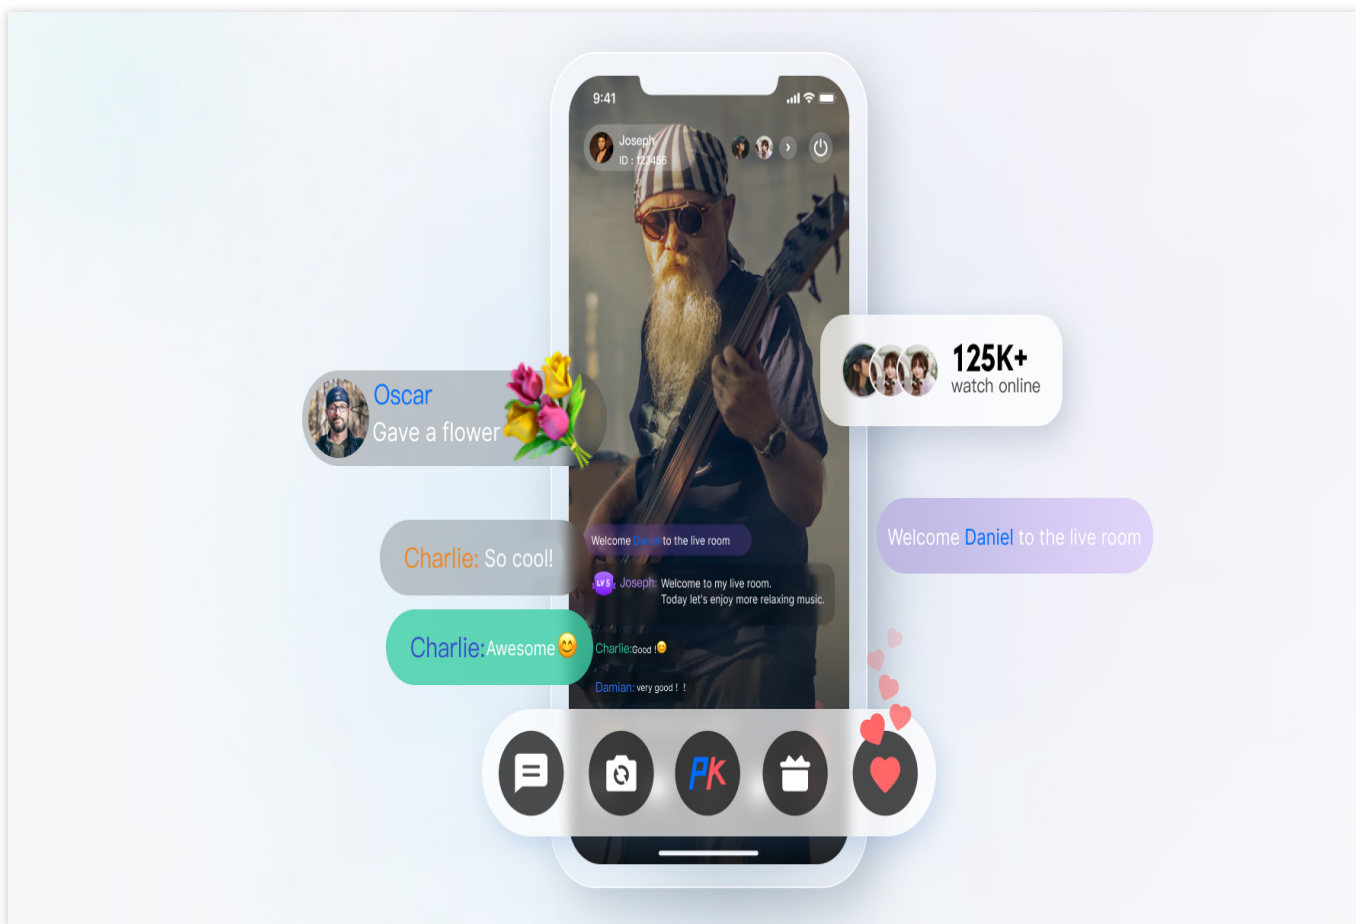 9:41
Joseph
ID : 123456
125K+
watch online
Oscar
Gave a flower
Charlie: So cool!
Welcome Daniel to the live room
Welcome Daniel to the live room
LV 5 Joseph: Welcome to my live room.
Today let's enjoy more relaxing music.
Charlie:Awesome😊
Charlie:Good !😊
Damian: very good ! !
PK